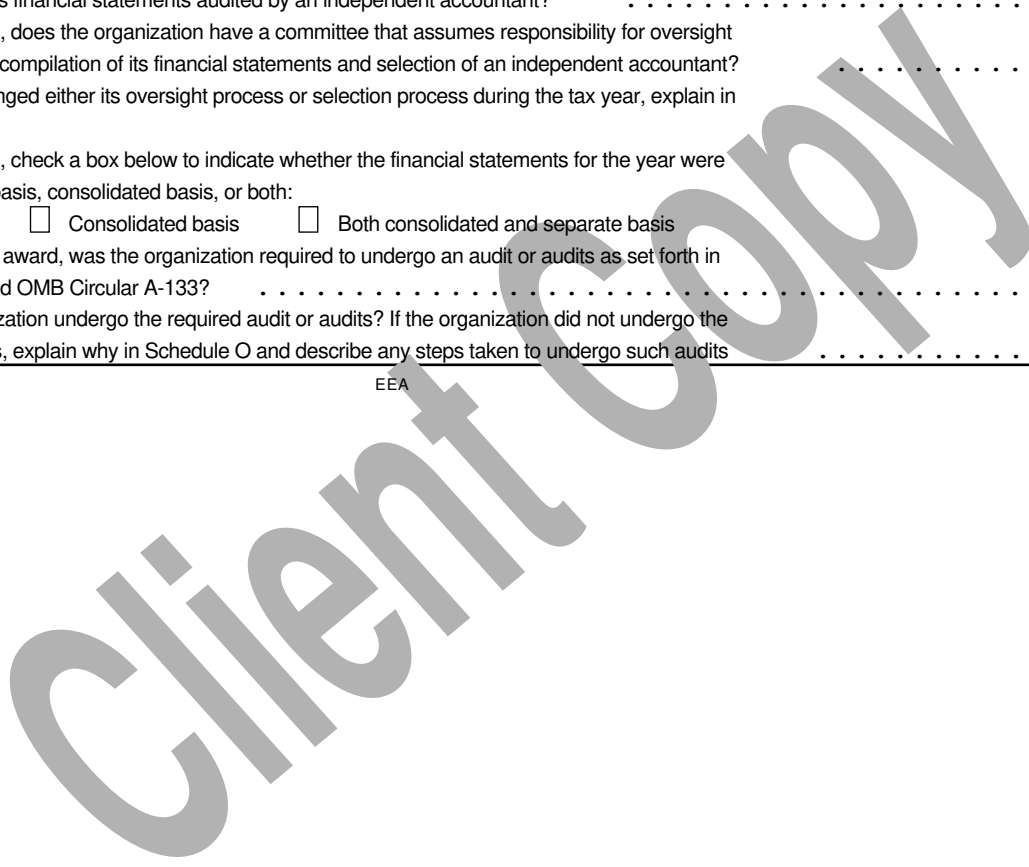 s financial statements audited by an independent accountant? . . . . . . . . . . . . . . . . . . . . .
, does the organization have a committee that assumes responsibility for oversight
compilation of its financial statements and selection of an independent accountant? . . . . . . . . . .
nged either its oversight process or selection process during the tax year, explain in
, check a box below to indicate whether the financial statements for the year were
basis, consolidated basis, or both:
☐ Consolidated basis ☐ Both consolidated and separate basis
award, was the organization required to undergo an audit or audits as set forth in
d OMB Circular A-133? . . . . . . . . . . . . . . . . . . . . . . . . . . . . . . . . . . . . . . . .
zation undergo the required audit or audits? If the organization did not undergo the
s, explain why in Schedule O and describe any steps taken to undergo such audits . . . . . . . . . . .
EEA
Client Copy